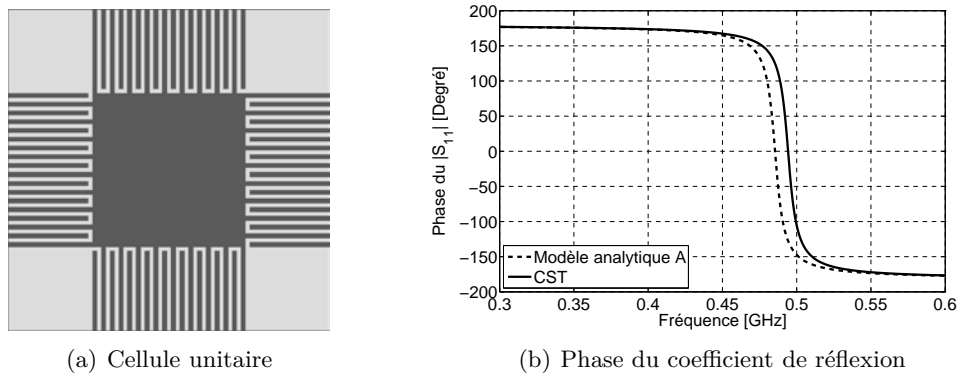 200
150
100
50
0
−50
−100
−150
−200
Phase du |S₁₁| [Degré]
Modèle analytique A
CST
0.3 0.35 0.4 0.45 0.5 0.55 0.6
Fréquence [GHz]
(a) Cellule unitaire
(b) Phase du coefficient de réflexion